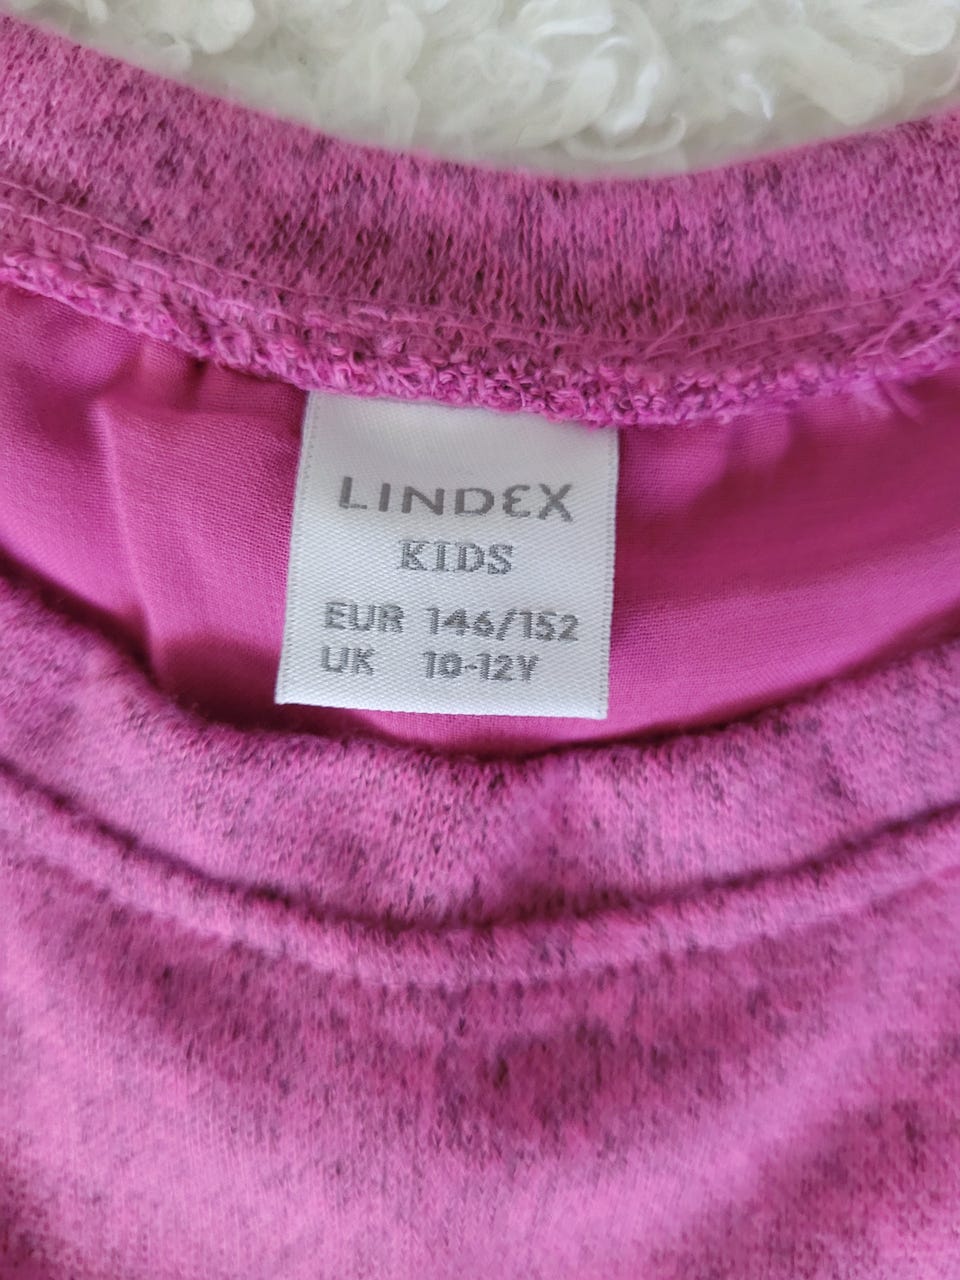 LINDEX
KIDS
EUR 146/152
UK 10-12Y